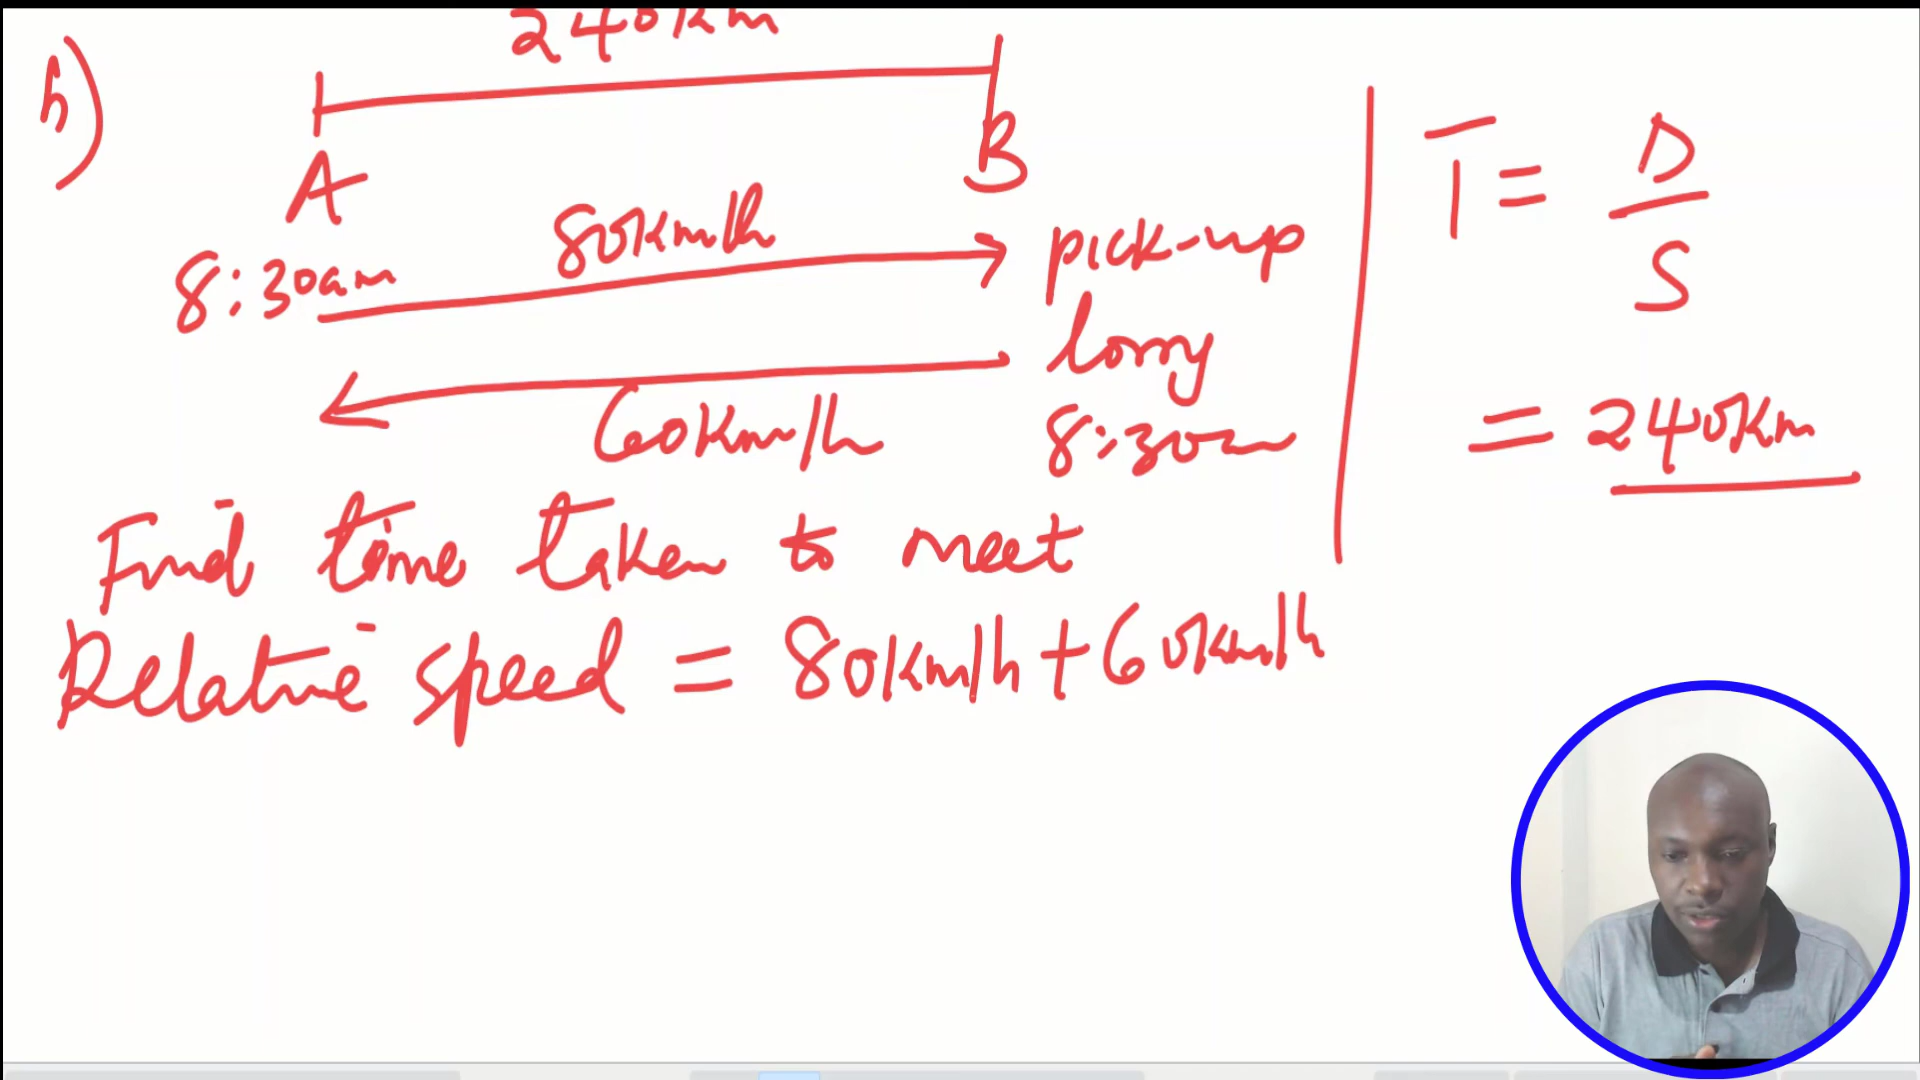 h)
240km
A B
8:30am 80km/h pick-up
lorry
60km/h 8:30am
Find time taken to meet
Relative speed = 80km/h + 60km/h
T = D
S
= 240km